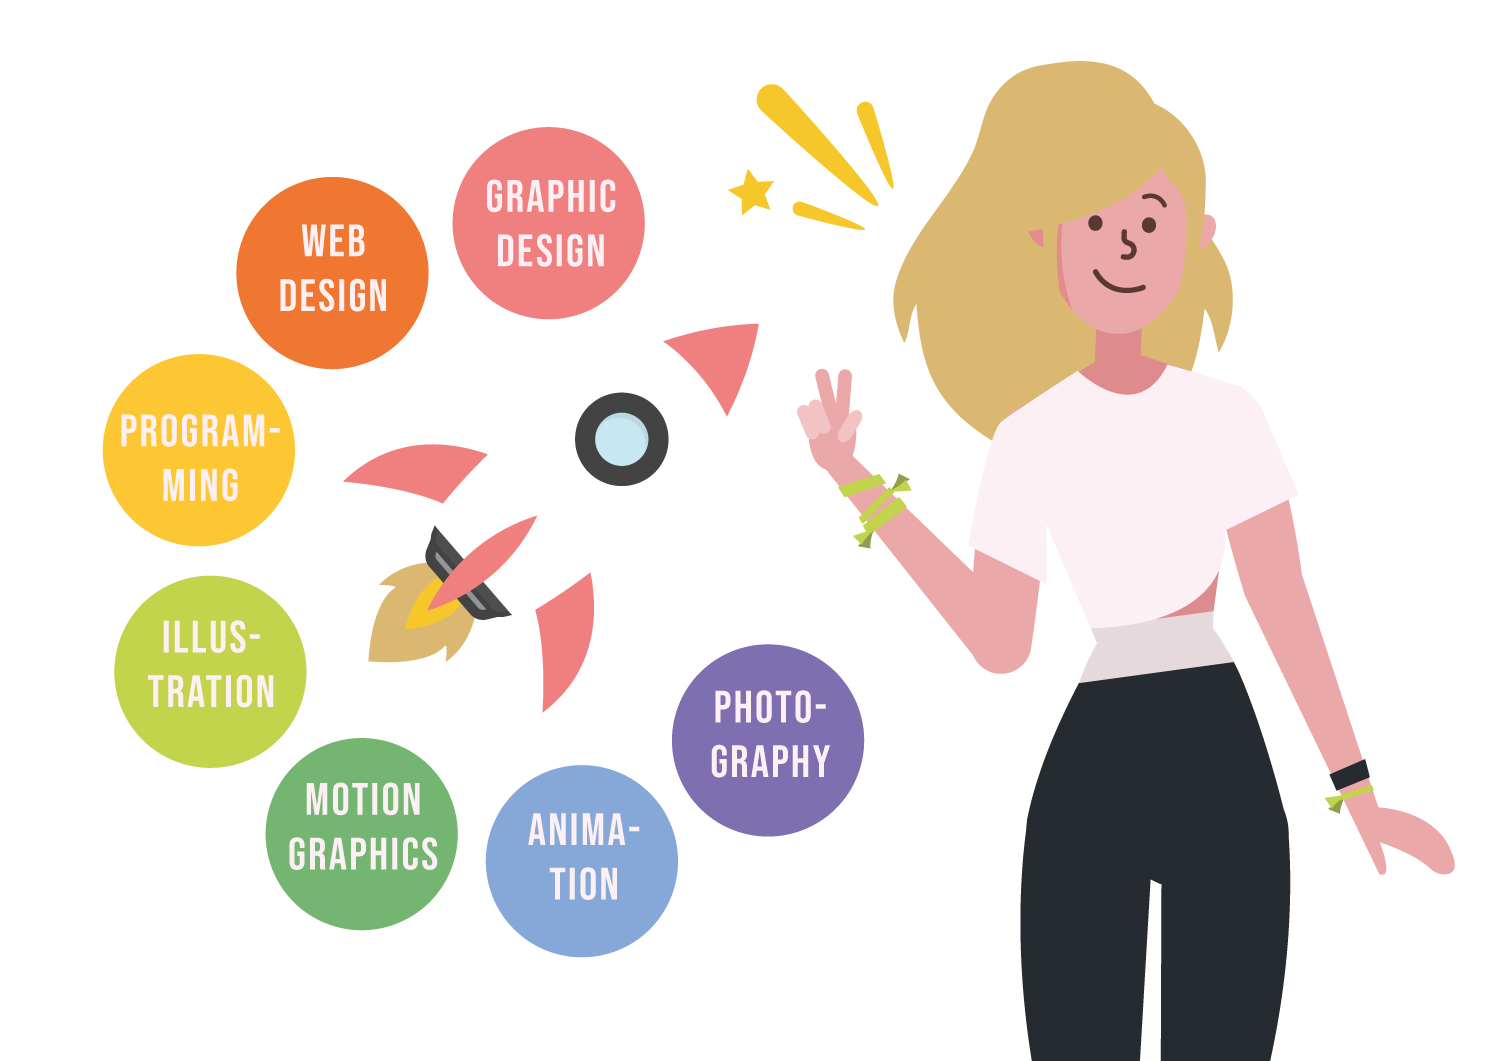 GRAPHIC
DESIGN
WEB
DESIGN
PROGRAM-
MING
ILLUS-
TRATION
MOTION
GRAPHICS
ANIMA-
TION
PHOTO-
GRAPHY